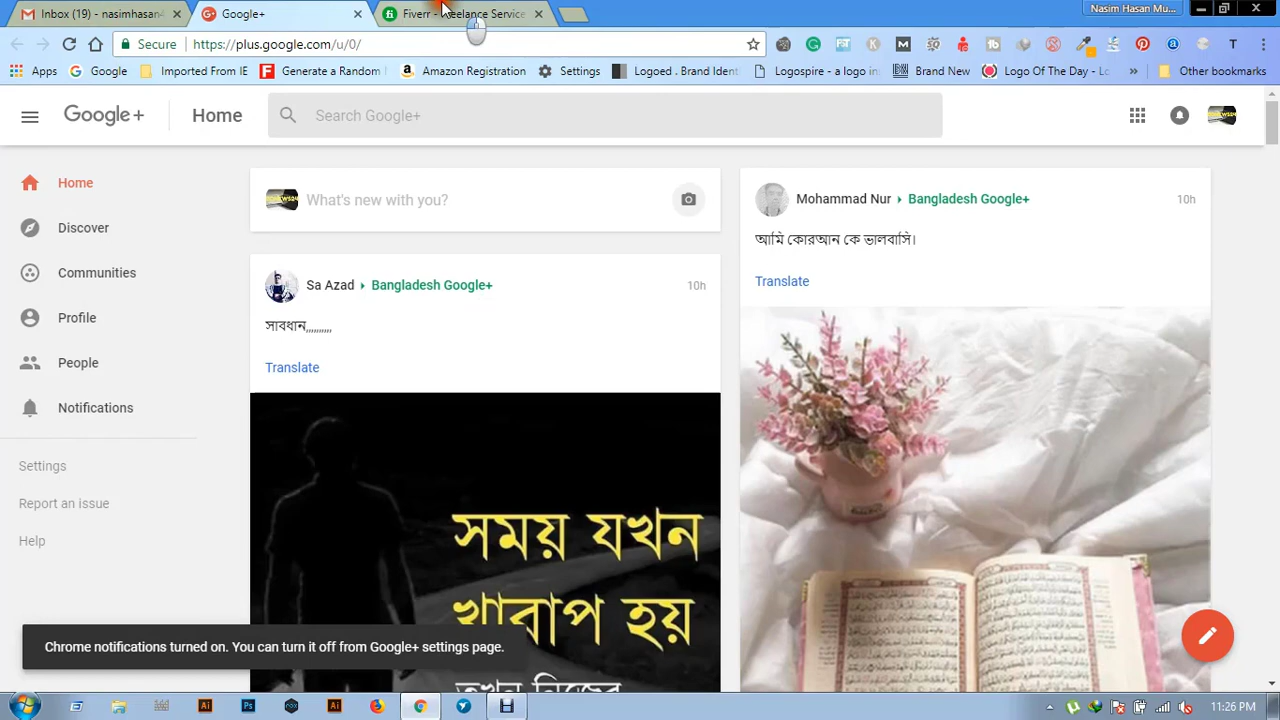 Inbox (19) - nasimhasan4
Google+
Fiverr - Freelance Service
Nasim Hasan Mu...
Secure
https://plus.google.com/u/0/
Apps
Google
Imported From IE
Generate a Random
Amazon Registration
Settings
Logoed . Brand Ident
Logospire - a logo in
Brand New
Logo Of The Day - Lo
Other bookmarks
Google+
Home
Search Google+
Home
Discover
Communities
Profile
People
Notifications
Settings
Report an issue
Help
What's new with you?
Sa Azad
Bangladesh Google+
10h
সাবধান,,,,,,,,,
Translate
সময় যখন
খারাপ হয়
তখন নিজের
Mohammad Nur
Bangladesh Google+
10h
আমি কোরআন কে ভালবাসি।
Translate
Chrome notifications turned on. You can turn it off from Google+ settings page.
11:26 PM